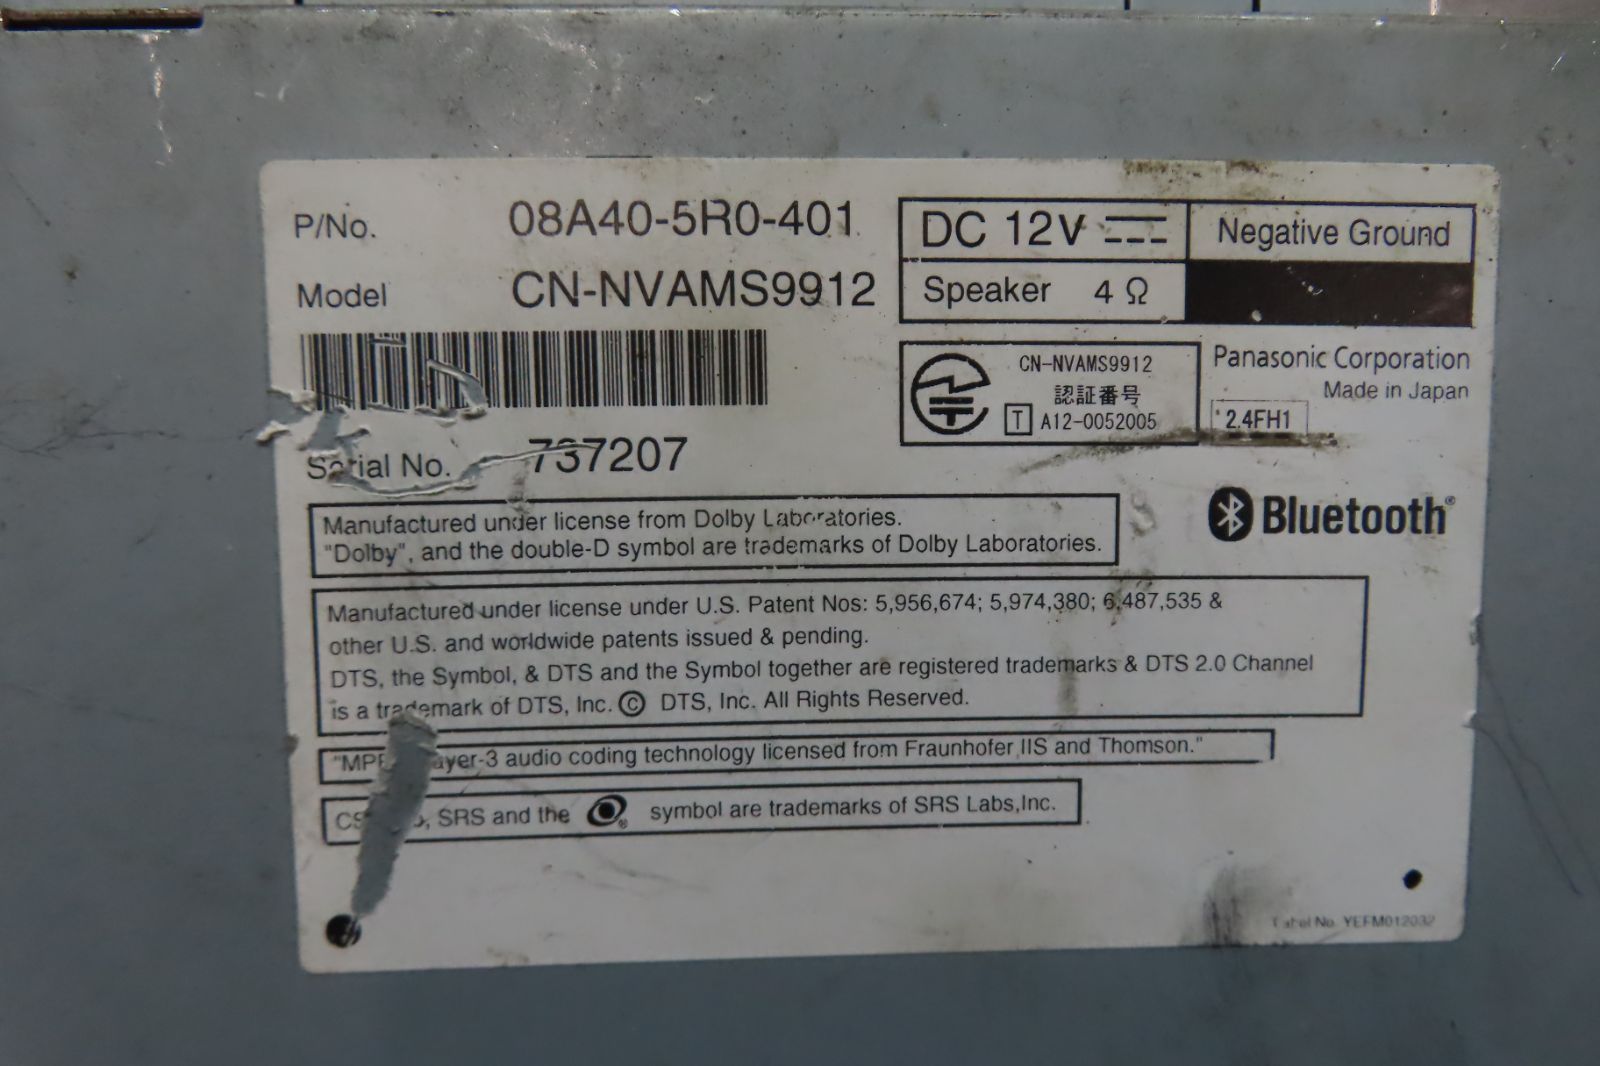 P/No. 08A40-5R0-401
Model CN-NVAMS9912
DC 12V
Negative Ground
Speaker 4 Ω
CN-NVAMS9912
認証番号
T A12-0052005
Panasonic Corporation
Made in Japan
2.4FH1
Serial No. 737207
Bluetooth®
Manufactured under license from Dolby Laboratories.
"Dolby", and the double-D symbol are trademarks of Dolby Laboratories.
Manufactured under license under U.S. Patent Nos: 5,956,674; 5,974,380; 6,487,535 &
other U.S. and worldwide patents issued & pending.
DTS, the Symbol, & DTS and the Symbol together are registered trademarks & DTS 2.0 Channel
is a trademark of DTS, Inc. © DTS, Inc. All Rights Reserved.
audio coding technology licensed from Fraunhofer IIS and Thomson."
SRS and the ® symbol are trademarks of SRS Labs,Inc.
Label No. YEFM012032